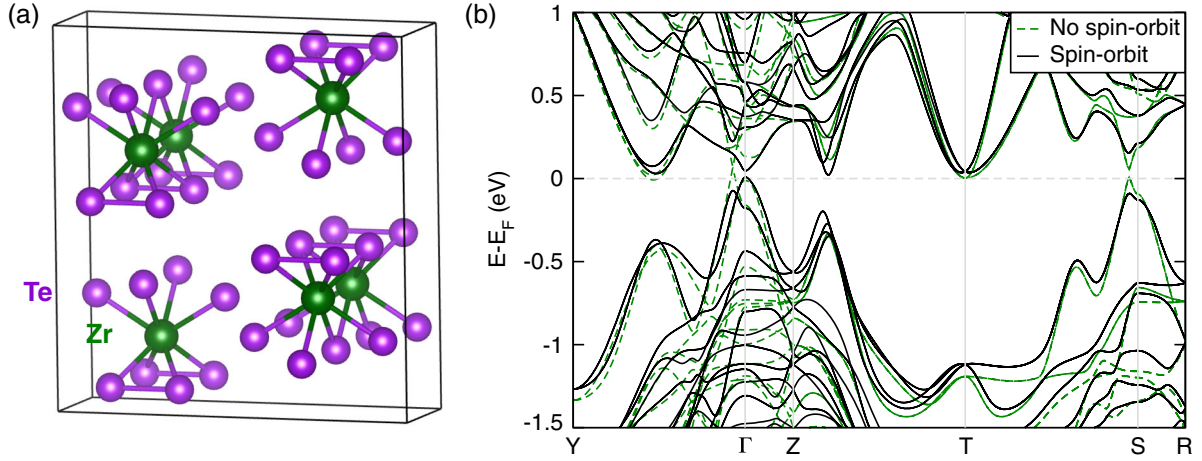 (a)
Te
Zr
(b)
E-E_F (eV)
1
0.5
0
-0.5
-1
-1.5
No spin-orbit
Spin-orbit
Y Γ Z T S R